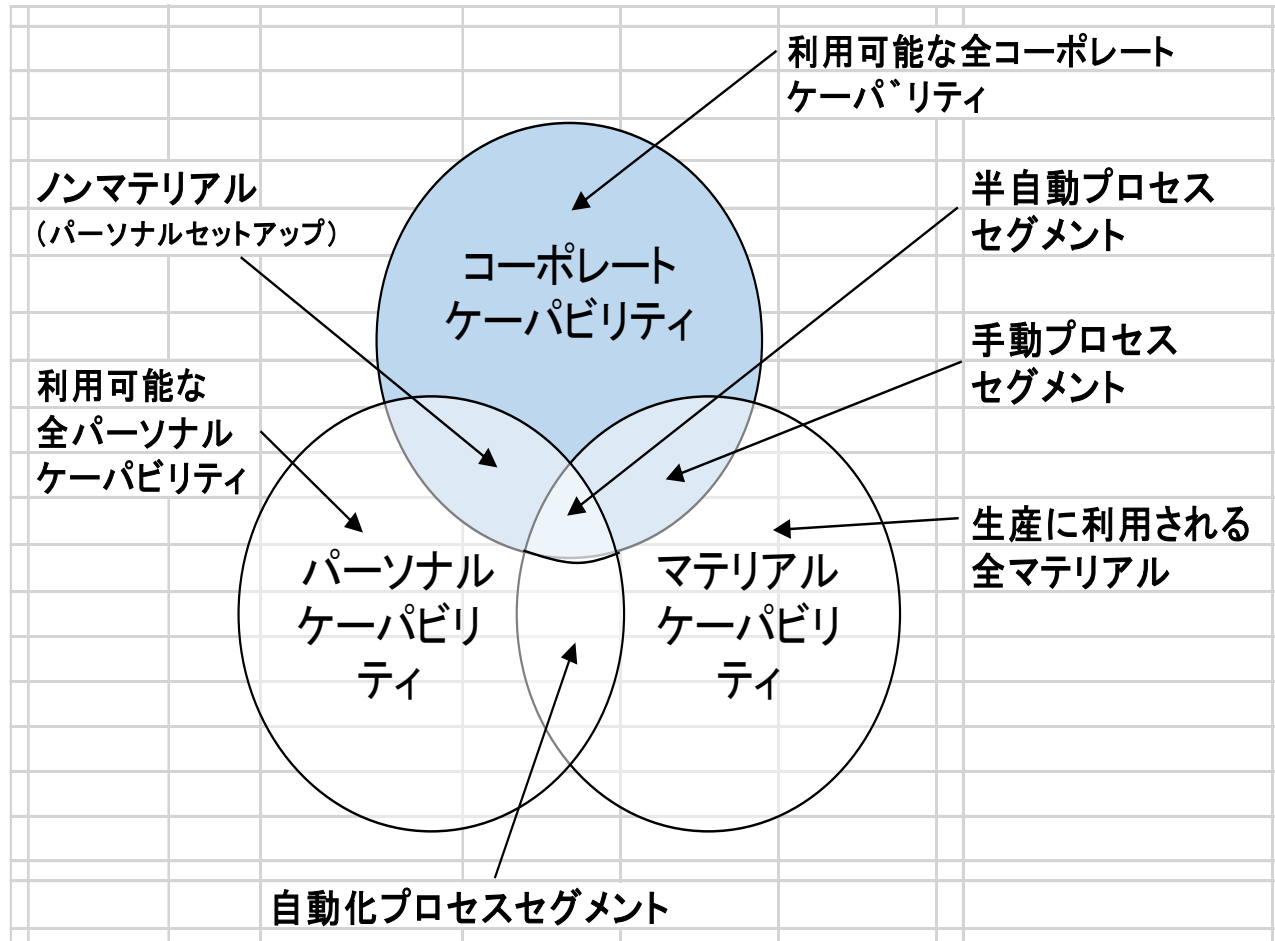 利用可能な全コーポレート
ケーパ゛リティ
ノンマテリアル
（パーソナルセットアップ）
半自動プロセス
セグメント
コーポレート
ケーパビリティ
手動プロセス
セグメント
利用可能な
全パーソナル
ケーパビリティ
生産に利用される
全マテリアル
パーソナル
ケーパビリ
ティ
マテリアル
ケーパビリ
ティ
自動化プロセスセグメント